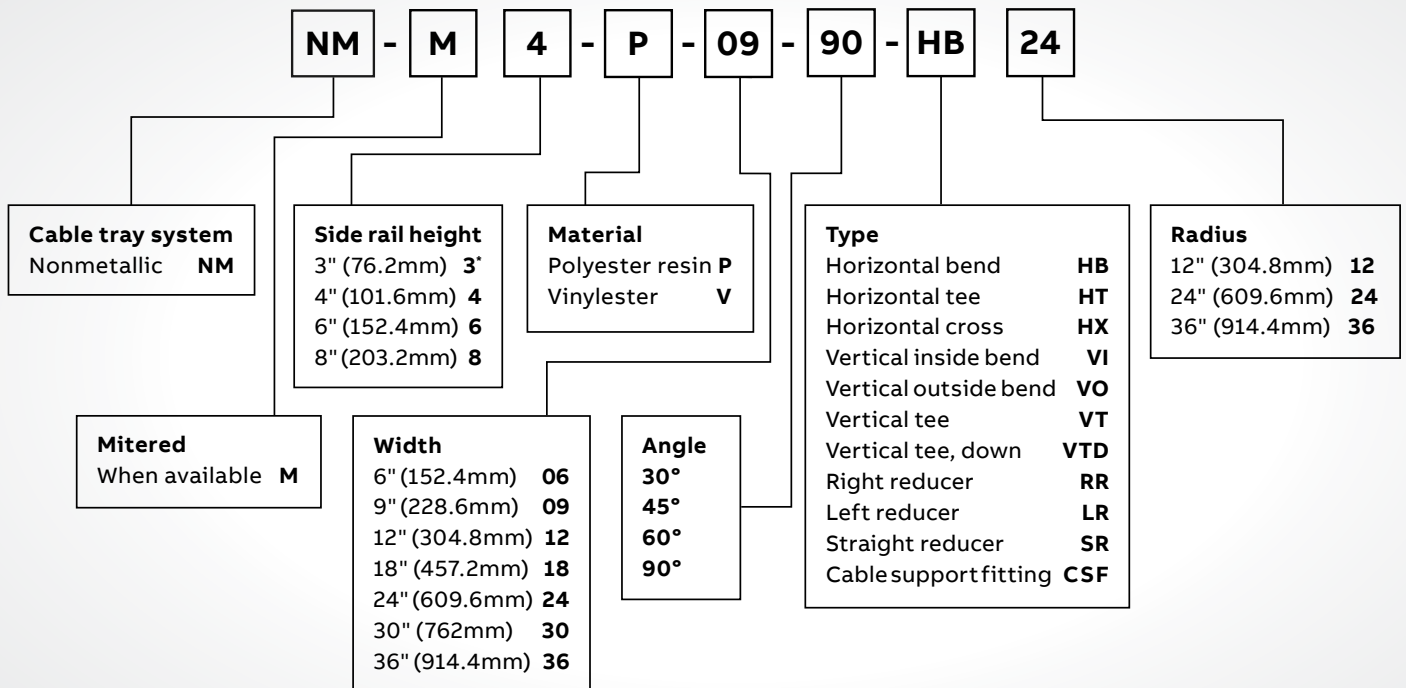 NM - M 4 - P - 09 - 90 - HB 24
Cable tray system
Nonmetallic NM
Side rail height
3" (76.2mm) 3*
4" (101.6mm) 4
6" (152.4mm) 6
8" (203.2mm) 8
Material
Polyester resin P
Vinylester V
Type
Horizontal bend HB
Horizontal tee HT
Horizontal cross HX
Vertical inside bend VI
Vertical outside bend VO
Vertical tee VT
Vertical tee, down VTD
Right reducer RR
Left reducer LR
Straight reducer SR
Cable support fitting CSF
Radius
12" (304.8mm) 12
24" (609.6mm) 24
36" (914.4mm) 36
Mitered
When available M
Width
6" (152.4mm) 06
9" (228.6mm) 09
12" (304.8mm) 12
18" (457.2mm) 18
24" (609.6mm) 24
30" (762mm) 30
36" (914.4mm) 36
Angle
30°
45°
60°
90°